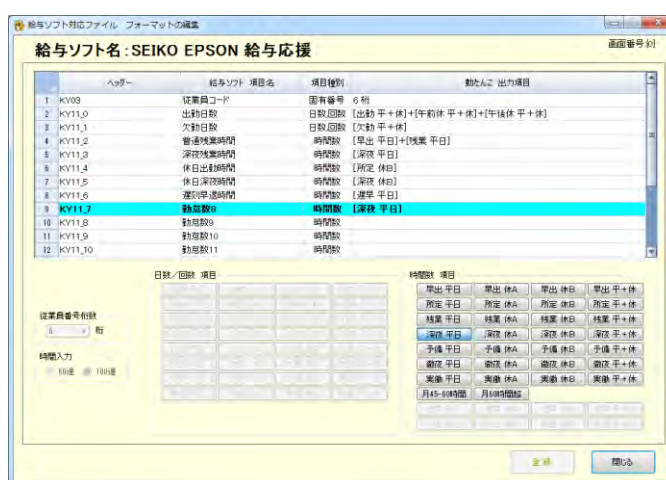 給与ソフト対応ファイル フォーマットの編集
給与ソフト名:SEIKO EPSON 給与応援
画面番号:[0]
ヘッダー 給与ソフト 項目名 項目種別 勤たんこ 出力項目
1 KV03 従業員コード 固有番号 6 桁
2 KY11_0 出勤日数 日数,回数 [出勤 平+休]+[午前休 平+休]+[午後休 平+休]
3 KY11_1 欠勤日数 日数,回数 [欠勤 平+休]
4 KY11_2 普通残業時間 時間数 [早出 平日]+[残業 平日]
5 KY11_3 深夜残業時間 時間数 [深夜 平日]
6 KY11_4 休日出勤時間 時間数 [所定 休B]
7 KY11_5 休日深夜時間 時間数 [深夜 休B]
8 KY11_6 遅刻早退時間 時間数 [遅早 平日]
9 KY11_7 勤怠数8 時間数 [深夜 平日]
10 KY11_8 勤怠数9 時間数
11 KY11_9 勤怠数10 時間数
12 KY11_10 勤怠数11 時間数
日数/回数 項目
時間数 項目
早出 平日 早出 休A 早出 休B 早出 平+休
所定 平日 所定 休A 所定 休B 所定 平+休
残業 平日 残業 休A 残業 休B 残業 平+休
深夜 平日 深夜 休A 深夜 休B 深夜 平+休
予備 平日 予備 休A 予備 休B 予備 平+休
徹夜 平日 徹夜 休A 徹夜 休B 徹夜 平+休
実働 平日 実働 休A 実働 休B 実働 平+休
月45-60時間 月60時間超
従業員番号桁数
6 桁
時間入力
60進 100進
登録
閉じる